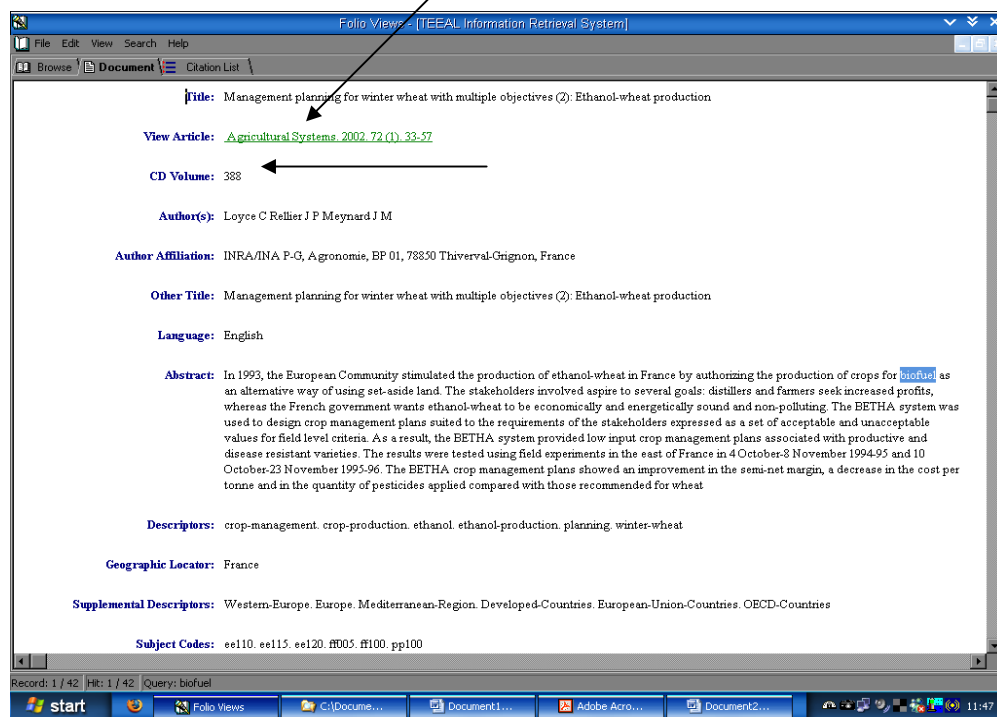 Folio Views - [TEEAL Information Retrieval System]
File Edit View Search Help
Browse Document Citation List
Title: Management planning for winter wheat with multiple objectives (2): Ethanol-wheat production
View Article: Agricultural Systems. 2002. 72 (1). 33-57
CD Volume: 388
Author(s): Loyce C Rellier J P Meynard J M
Author Affiliation: INRA/INA P-G, Agronomie, BP 01, 78850 Thiverval-Grignon, France
Other Title: Management planning for winter wheat with multiple objectives (2): Ethanol-wheat production
Language: English
Abstract: In 1993, the European Community stimulated the production of ethanol-wheat in France by authorizing the production of crops for biofuel as
an alternative way of using set-aside land. The stakeholders involved aspire to several goals: distillers and farmers seek increased profits,
whereas the French government wants ethanol-wheat to be economically and energetically sound and non-polluting. The BETHA system was
used to design crop management plans suited to the requirements of the stakeholders expressed as a set of acceptable and unacceptable
values for field level criteria. As a result, the BETHA system provided low input crop management plans associated with productive and
disease resistant varieties. The results were tested using field experiments in the east of France in 4 October-8 November 1994-95 and 10
October-23 November 1995-96. The BETHA crop management plans showed an improvement in the semi-net margin, a decrease in the cost per
tonne and in the quantity of pesticides applied compared with those recommended for wheat
Descriptors: crop-management. crop-production. ethanol. ethanol-production. planning. winter-wheat
Geographic Locator: France
Supplemental Descriptors: Western-Europe. Europe. Mediterranean-Region. Developed-Countries. European-Union-Countries. OECD-Countries
Subject Codes: ee110. ee115. ee120. ff005. ff100. pp100
Record: 1 / 42 Hit: 1 / 42 Query: biofuel
start Folio Views C:\Docume... Document1... Adobe Acro... Document2... 11:47